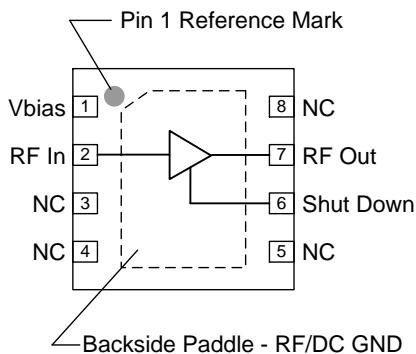 Pin 1 Reference Mark
Vbias 1 8 NC
RF In 2 7 RF Out
NC 3 6 Shut Down
NC 4 5 NC
Backside Paddle - RF/DC GND